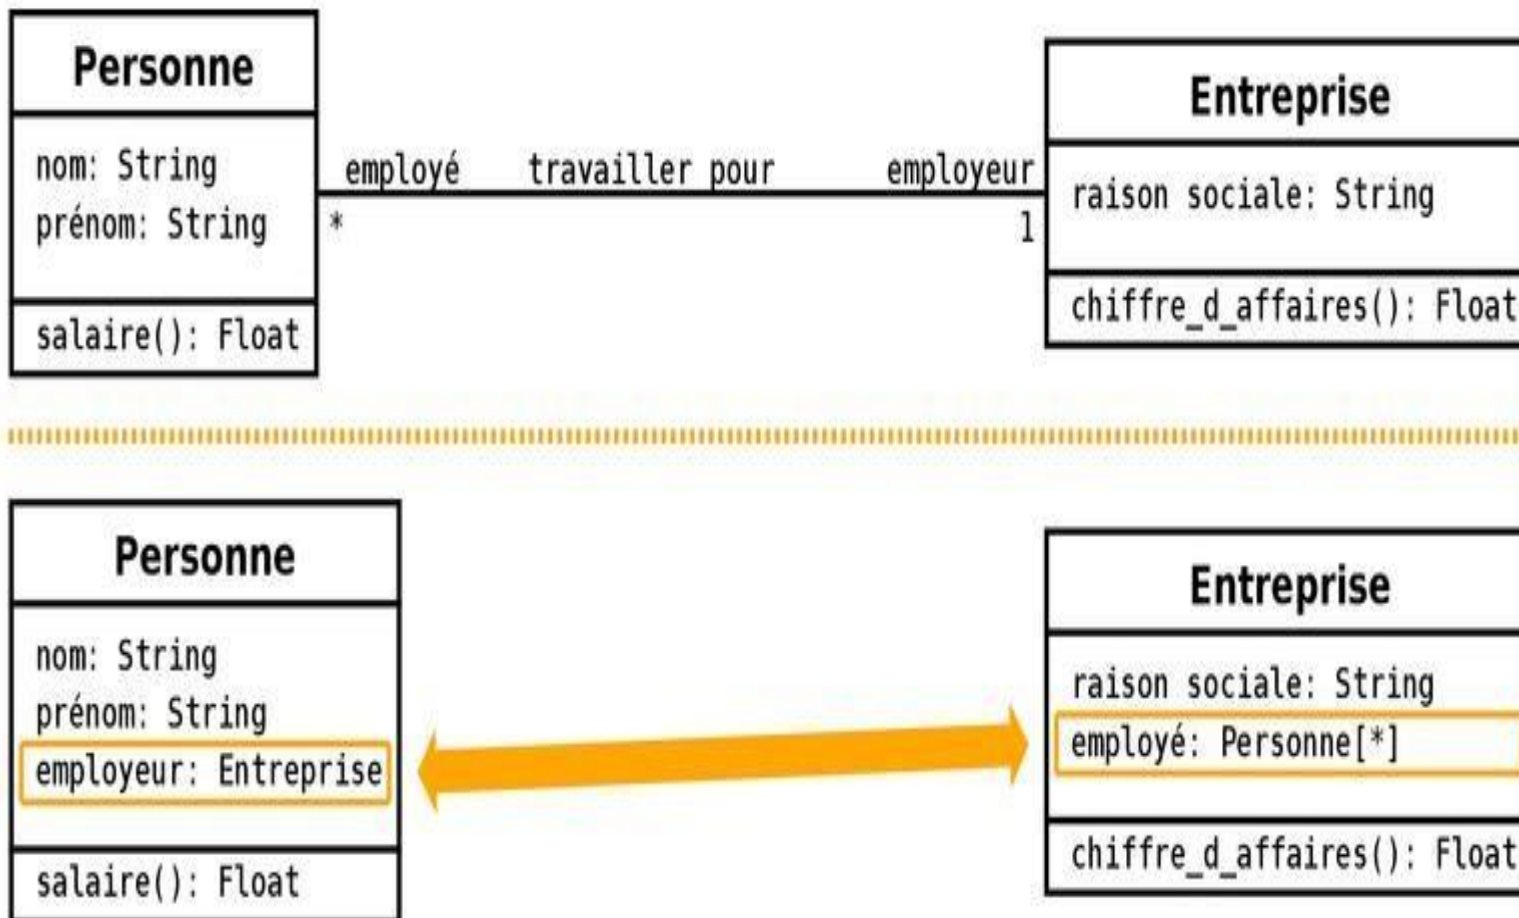 Personne
nom: String
prénom: String
salaire(): Float
employé travailler pour employeur
* 1
Entreprise
raison sociale: String
chiffre_d_affaires(): Float
Personne
nom: String
prénom: String
employeur: Entreprise
salaire(): Float
Entreprise
raison sociale: String
employé: Personne[*]
chiffre_d_affaires(): Float